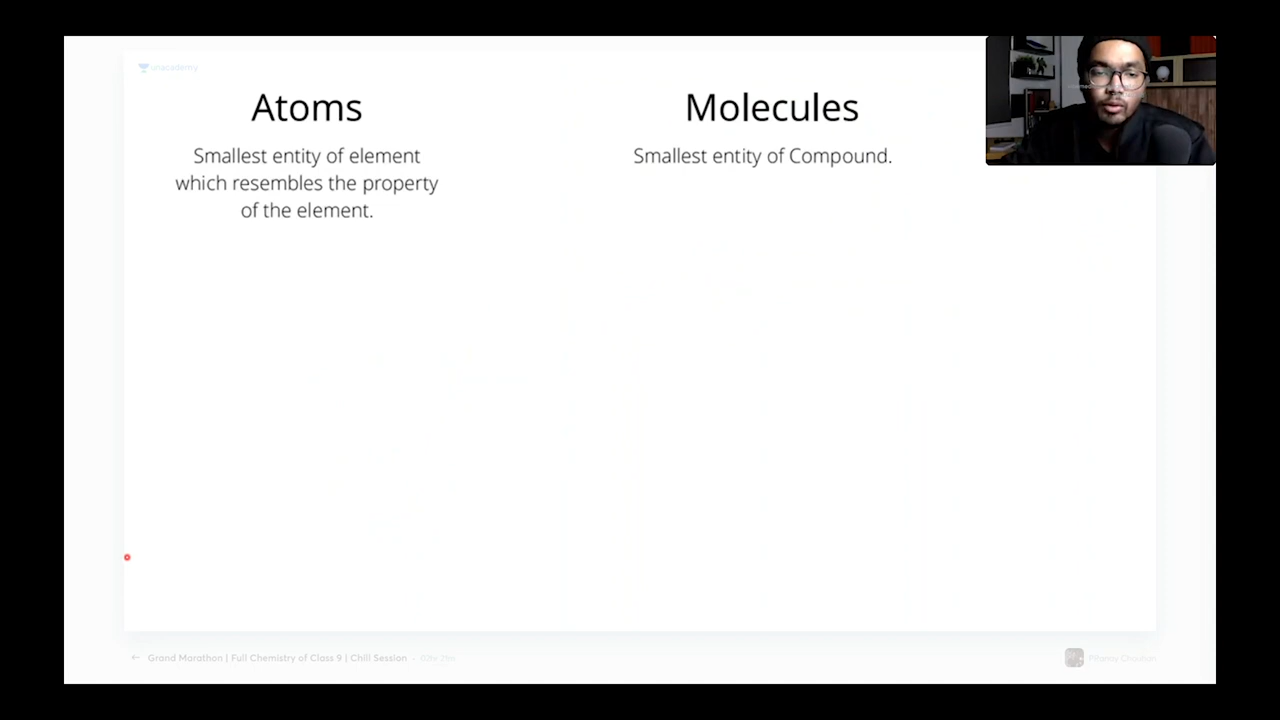 unacademy
Atoms
Smallest entity of element
which resembles the property
of the element.
Molecules
Smallest entity of Compound.
Grand Marathon | Full Chemistry of Class 9 | Chill Session